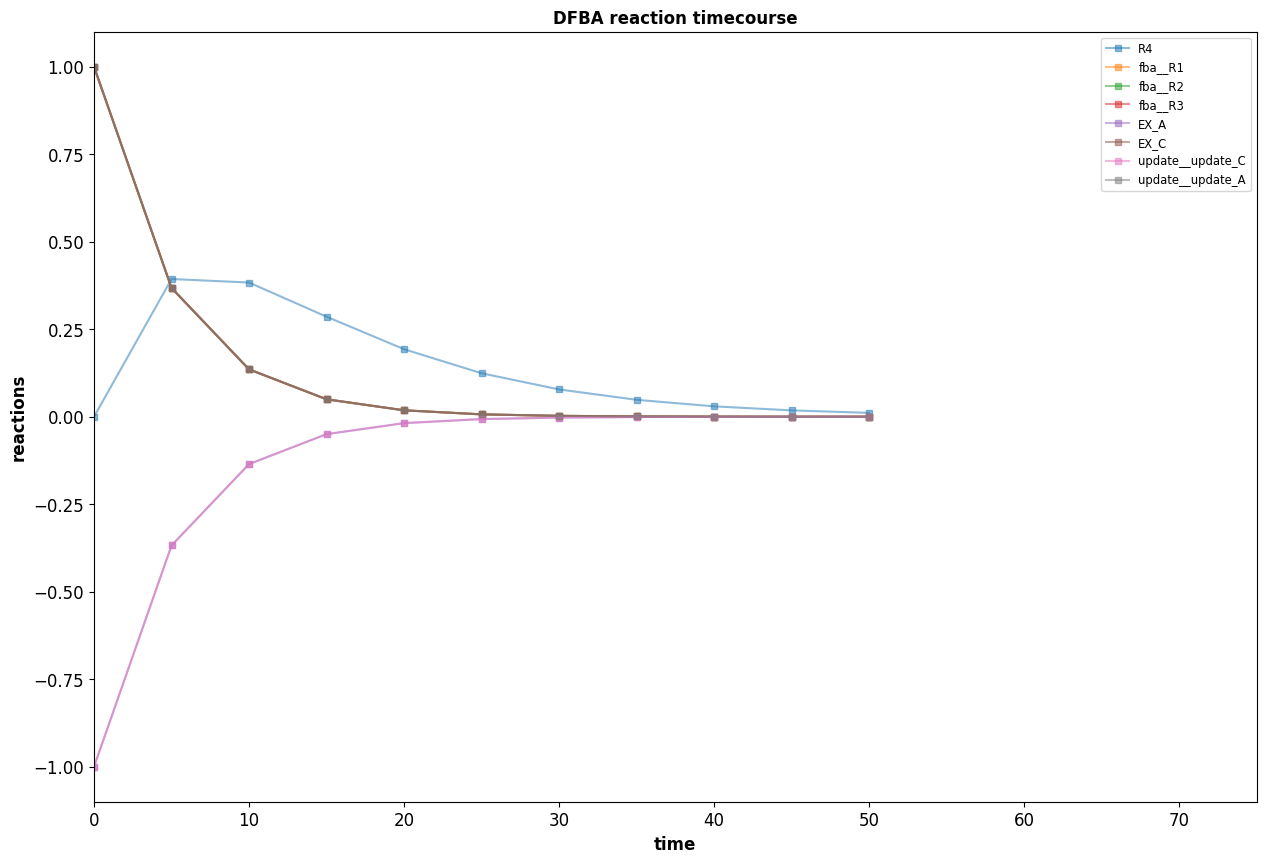 DFBA reaction timecourse
R4
fba__R1
fba__R2
fba__R3
EX_A
EX_C
update__update_C
update__update_A
1.00
0.75
0.50
0.25
0.00
−0.25
−0.50
−0.75
−1.00
reactions
0 10 20 30 40 50 60 70
time